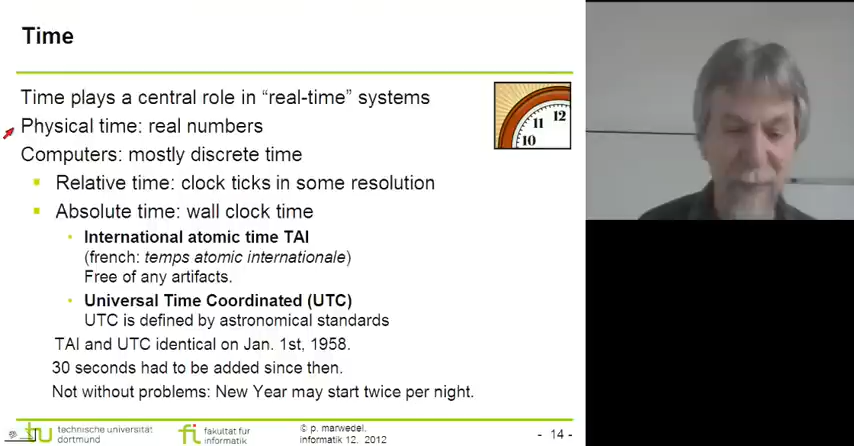 Time
Time plays a central role in “real-time” systems
Physical time: real numbers
Computers: mostly discrete time
Relative time: clock ticks in some resolution
Absolute time: wall clock time
International atomic time TAI
(french: temps atomic internationale)
Free of any artifacts.
Universal Time Coordinated (UTC)
UTC is defined by astronomical standards
TAI and UTC identical on Jan. 1st, 1958.
30 seconds had to be added since then.
Not without problems: New Year may start twice per night.
12
11
10
technische universität
dortmund
fakultät für
informatik
© p. marwedel,
informatik 12, 2012
- 14 -